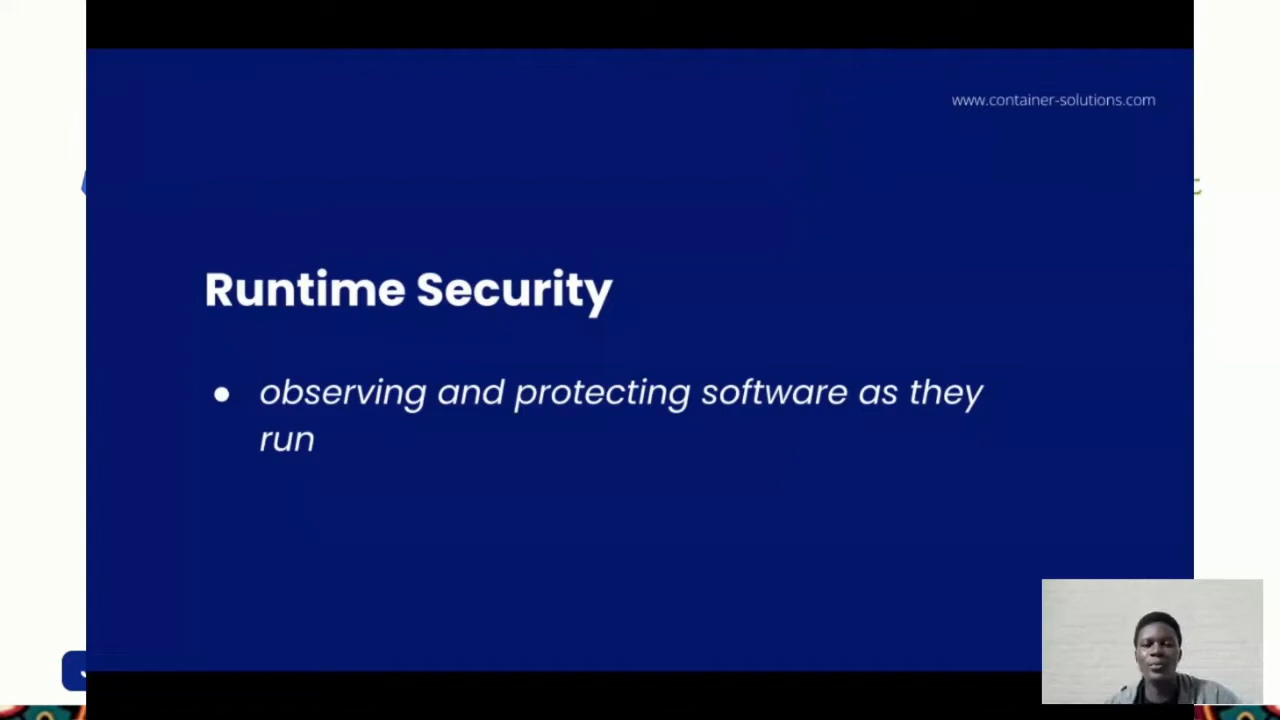 www.container-solutions.com
Runtime Security
● observing and protecting software as they
run